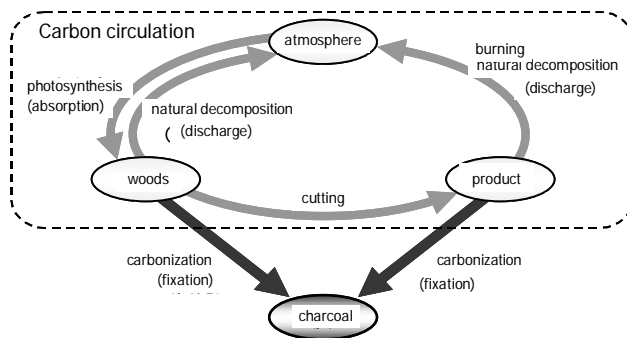 Carbon circulation
atmosphere
burning
natural decomposition
(discharge)
photosynthesis
(absorption)
natural decomposition
(discharge)
(
woods
product
cutting
carbonization
(fixation)
carbonization
(fixation)
charcoal